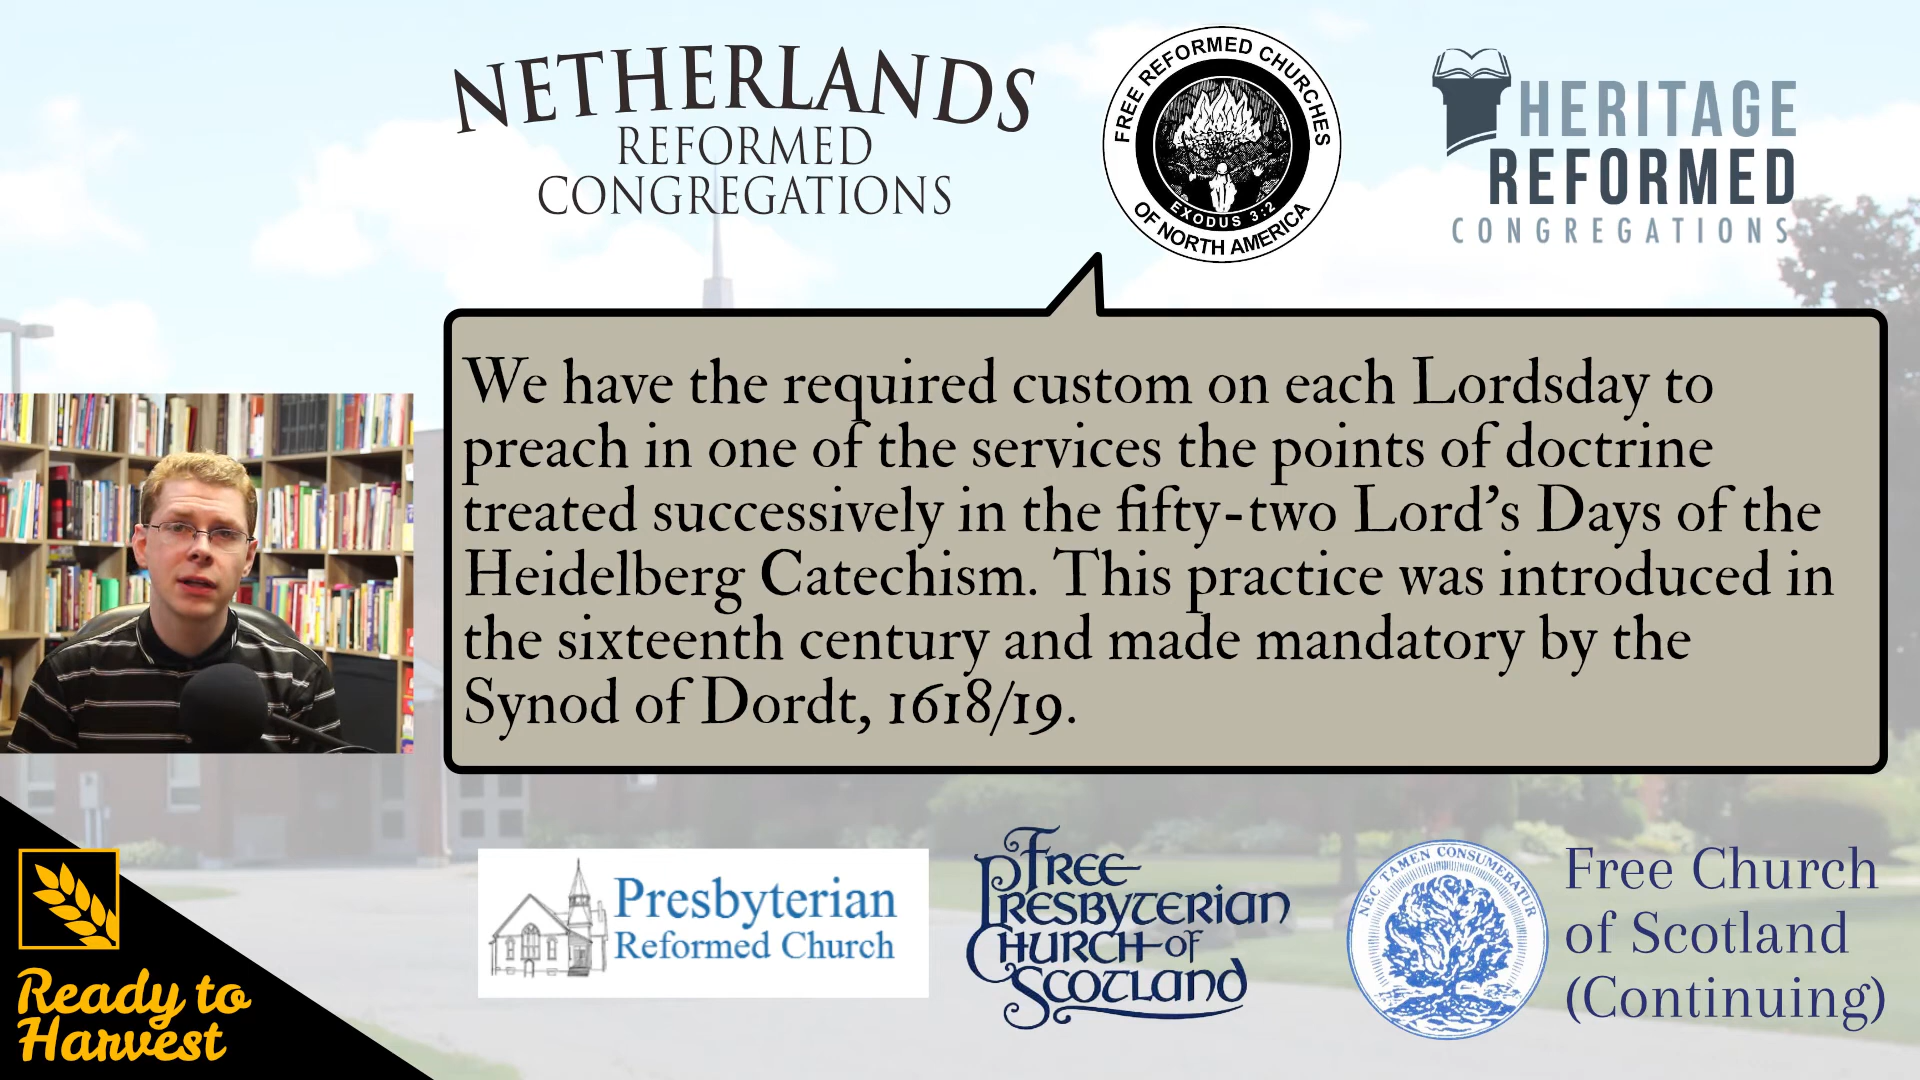 NETHERLANDS
REFORMED
CONGREGATIONS
FREE REFORMED CHURCHES
OF NORTH AMERICA
EXODUS 3:2
HERITAGE
REFORMED
CONGREGATIONS
We have the required custom on each Lordsday to
preach in one of the services the points of doctrine
treated successively in the fifty-two Lord's Days of the
Heidelberg Catechism. This practice was introduced in
the sixteenth century and made mandatory by the
Synod of Dordt, 1618/19.
Presbyterian
Reformed Church
Free
Presbyterian
Church of
Scotland
NEC TAMEN CONSUMEBATUR
Free Church
of Scotland
(Continuing)
Ready to
Harvest